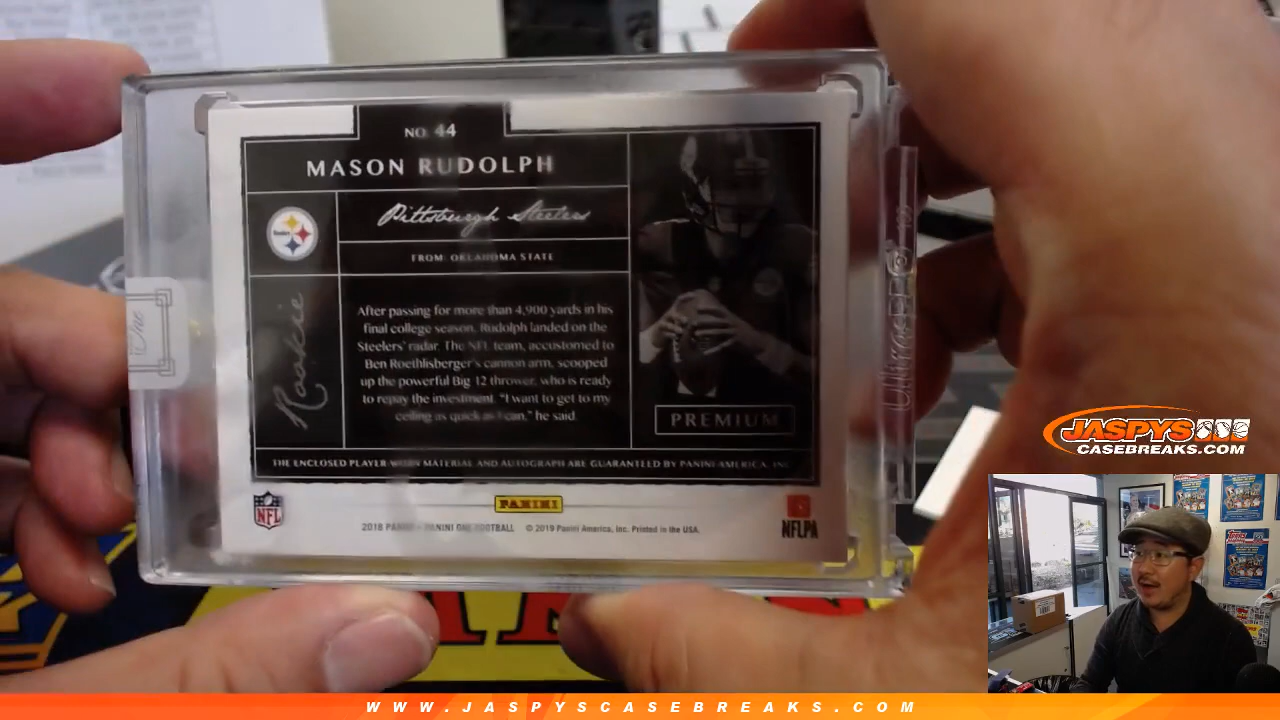 NO. 44
MASON RUDOLPH
Pittsburgh Steelers
Steelers
FROM: OKLAHOMA STATE
Rookie
After passing for more than 4,900 yards in his
final college season, Rudolph landed on the
Steelers' radar. The NFL team, accustomed to
Ben Roethlisberger's cannon arm, scooped
up the powerful Big 12 thrower, who is ready
to repay the investment. "I want to get to my
ceiling as quick as I can," he said.
PREMIUM
THE ENCLOSED PLAYER-WORN MATERIAL AND AUTOGRAPH ARE GUARANTEED BY PANINI AMERICA, INC.
NFL
PANINI
2018 PANINI - PANINI ONE FOOTBALL © 2019 Panini America, Inc. Printed in the USA.
NFLPA
One
UltraPRO
JASPYS
CASEBREAKS.COM
WWW.JASPYSCASEBREAKS.COM